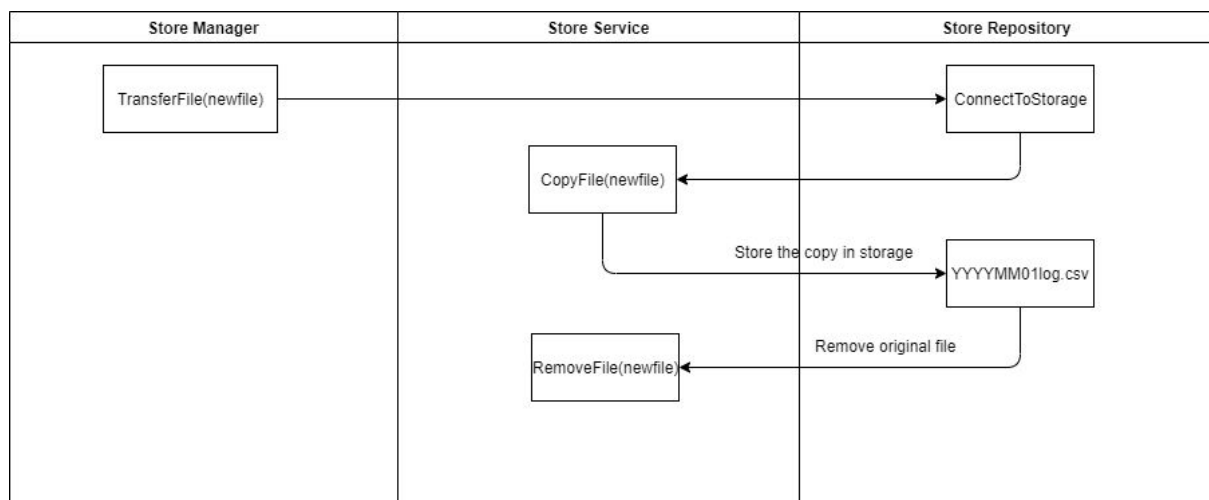 Store Manager
Store Service
Store Repository
TransferFile(newfile)
ConnectToStorage
CopyFile(newfile)
Store the copy in storage
YYYYMM01log.csv
Remove original file
RemoveFile(newfile)